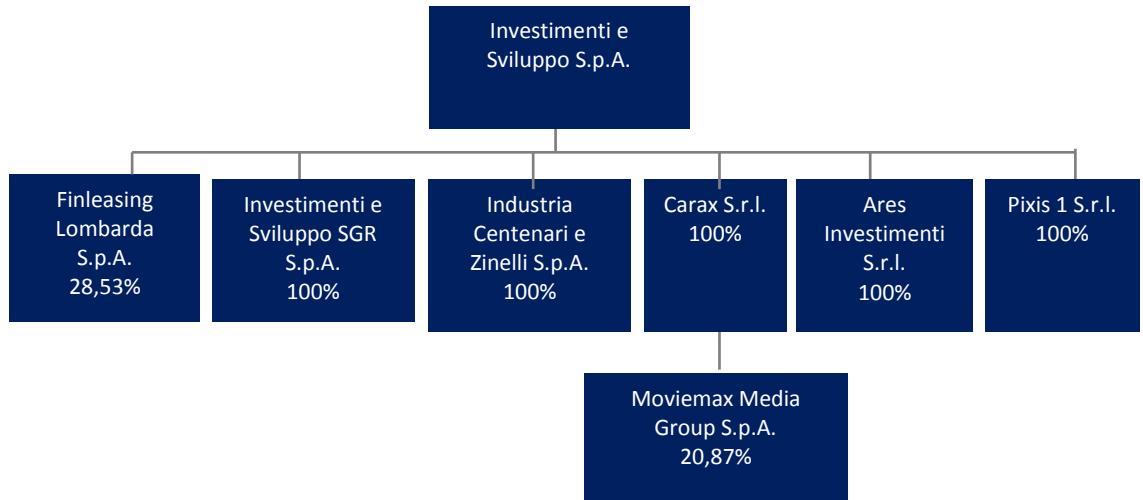 Investimenti e
Sviluppo S.p.A.
Finleasing
Lombarda
S.p.A.
28,53%
Investimenti e
Sviluppo SGR
S.p.A.
100%
Industria
Centenari e
Zinelli S.p.A.
100%
Carax S.r.l.
100%
Ares
Investimenti
S.r.l.
100%
Pixis 1 S.r.l.
100%
Moviemax Media
Group S.p.A.
20,87%